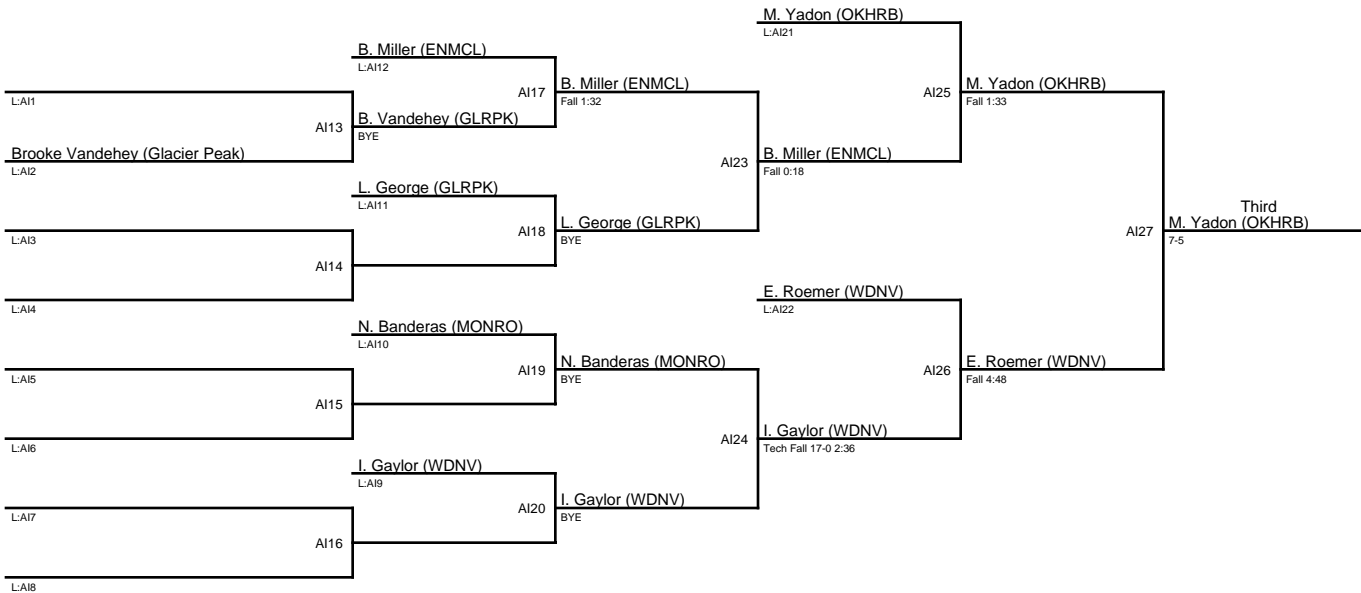 M. Yadon (OKHRB)
L:AI21
B. Miller (ENMCL)
L:AI12
AI17
B. Miller (ENMCL)
Fall 1:32
AI25
M. Yadon (OKHRB)
Fall 1:33
L:AI1
AI13
B. Vandehey (GLRPK)
BYE
Brooke Vandehey (Glacier Peak)
L:AI2
AI23
B. Miller (ENMCL)
Fall 0:18
L. George (GLRPK)
L:AI11
AI18
L. George (GLRPK)
BYE
L:AI3
AI14
L:AI4
AI27
Third
M. Yadon (OKHRB)
7-5
E. Roemer (WDNV)
L:AI22
N. Banderas (MONRO)
L:AI10
AI19
N. Banderas (MONRO)
BYE
AI26
E. Roemer (WDNV)
Fall 4:48
L:AI5
AI15
L:AI6
AI24
I. Gaylor (WDNV)
Tech Fall 17-0 2:36
I. Gaylor (WDNV)
L:AI9
AI20
I. Gaylor (WDNV)
BYE
L:AI7
AI16
L:AI8